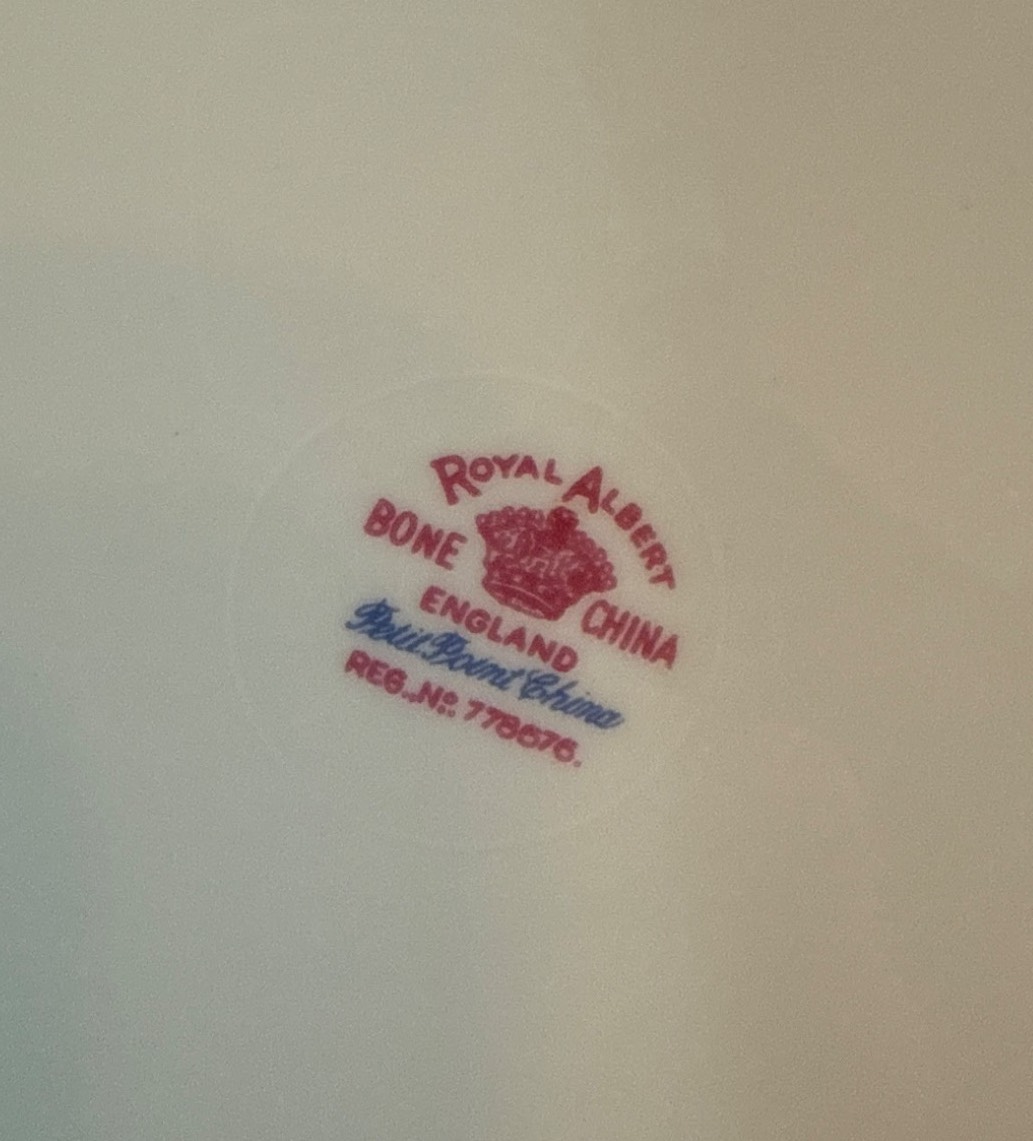 ROYAL ALBERT
BONE CHINA
ENGLAND
Petit Point China
REG. No. 778676.